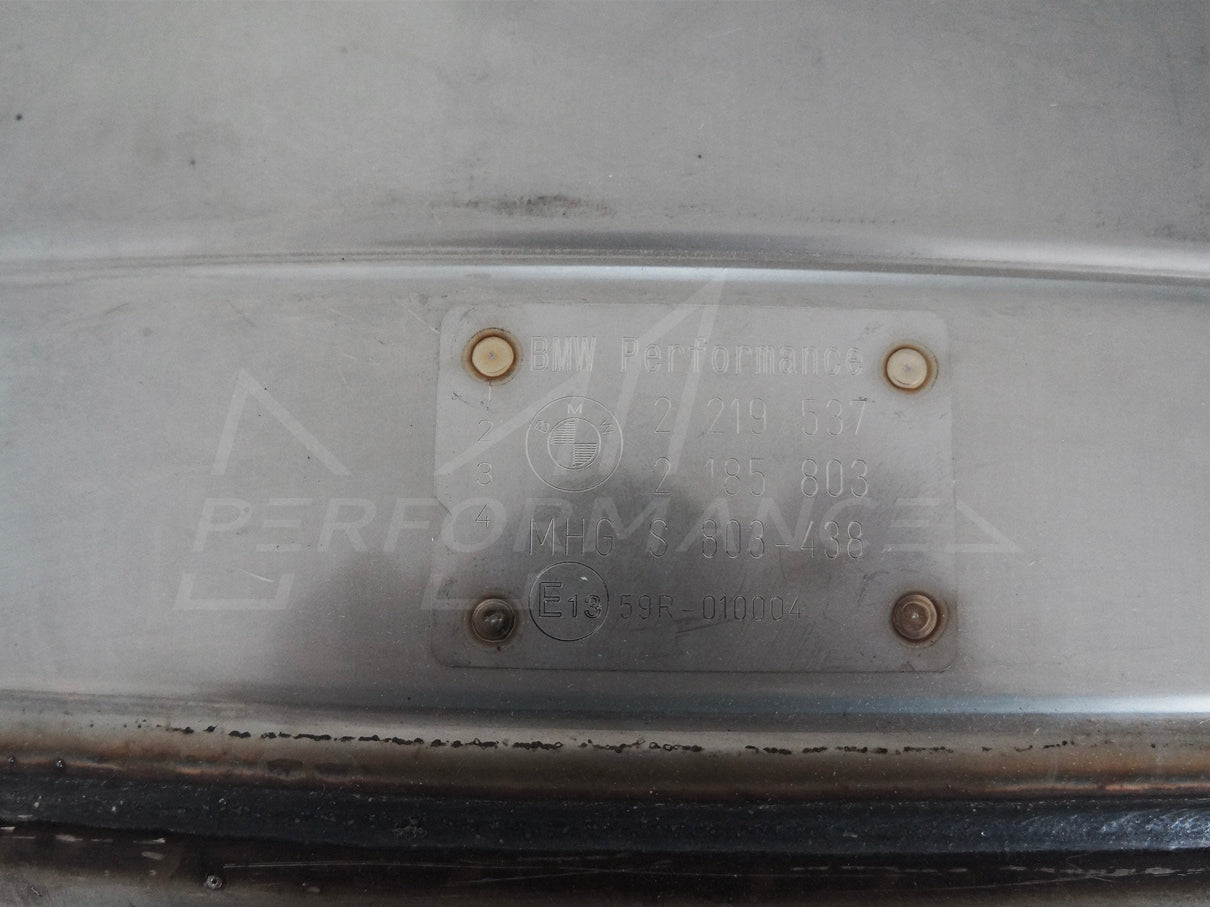 BMW Performance
1
2
3
4
BMW
2 219 537
2 185 803
MHG S 803-438
E13 59R-010004
PERFORMANCE